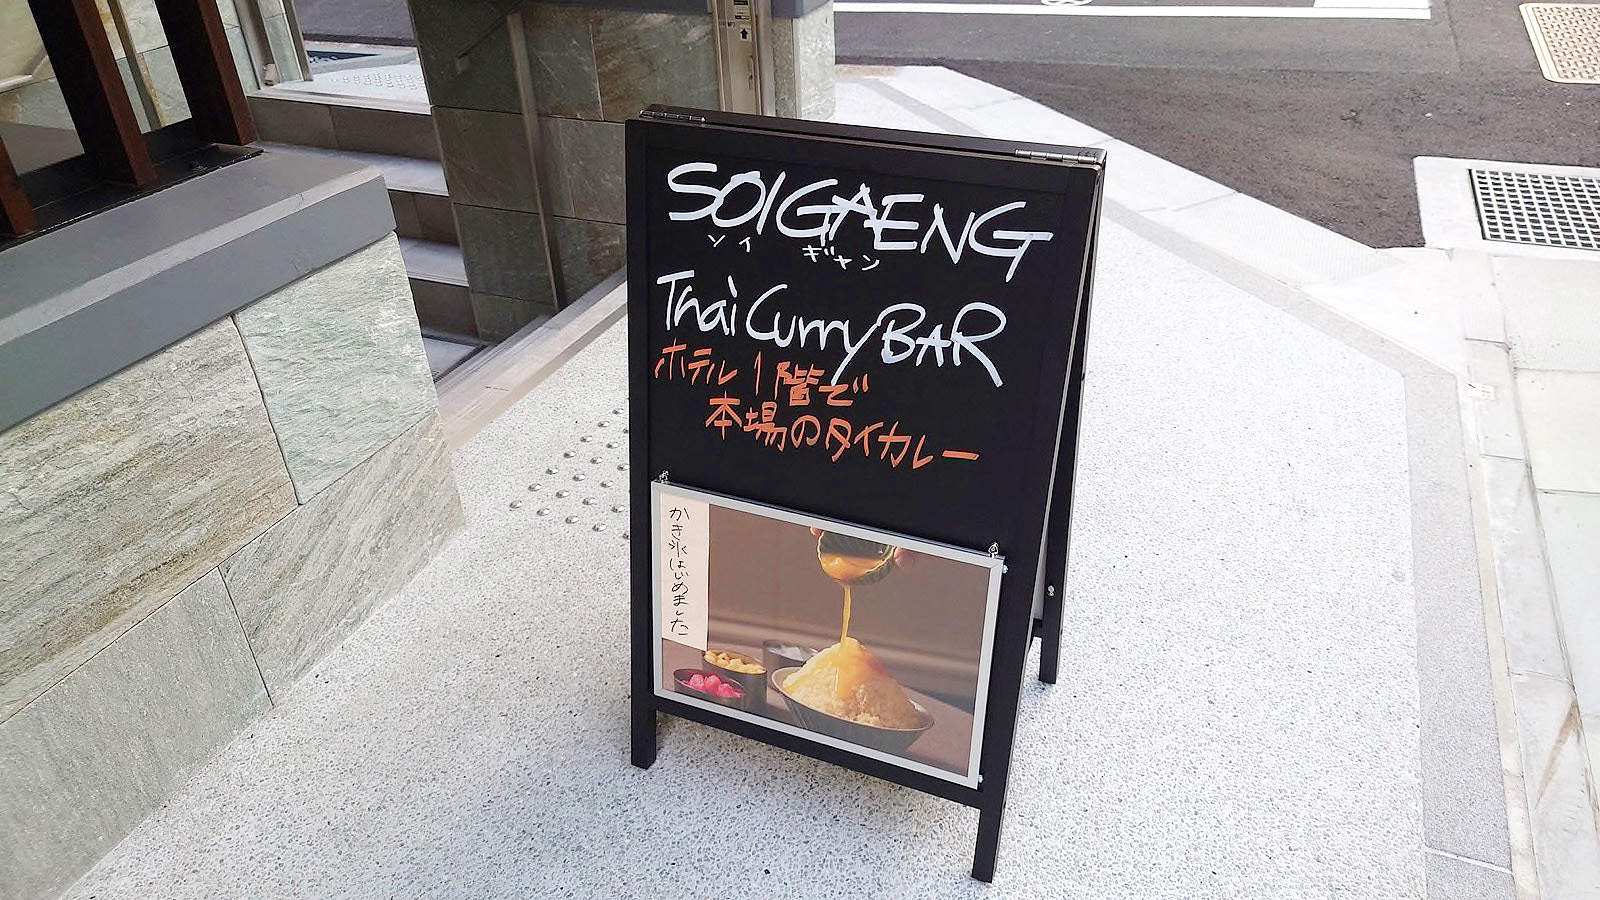 SOIGAENG
ソイ ギャン
Thai Curry BAR
ホテル1階で
本場のタイカレー
かき氷はじめました